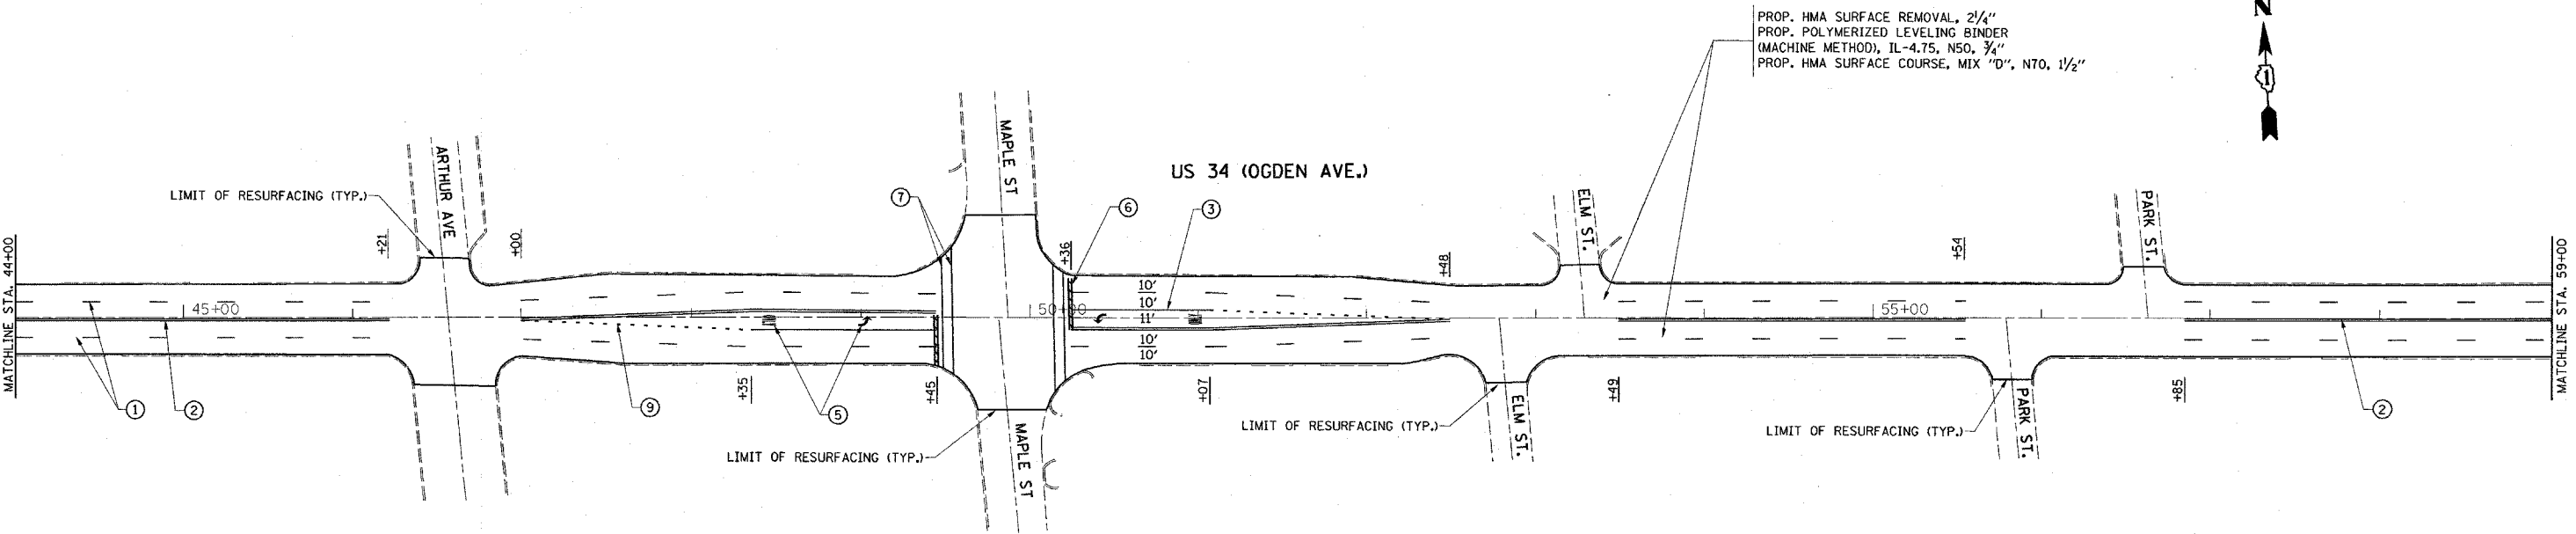 PROP. HMA SURFACE REMOVAL, 2 1/4"
PROP. POLYMERIZED LEVELING BINDER
(MACHINE METHOD), IL-4.75, N50, 3/4"
PROP. HMA SURFACE COURSE, MIX "D", N70, 1 1/2"
N
1
US 34 (OGDEN AVE.)
LIMIT OF RESURFACING (TYP.)
ARTHUR AVE
MAPLE ST
ELM ST.
PARK ST.
7
6
3
+21
+00
+36
+48
+54
MATCHLINE STA. 44+00
45+00
50+00
55+00
MATCHLINE STA. 59+00
10'
10'
11'
10'
10'
1
2
9
5
+35
+45
+07
+49
+85
2
LIMIT OF RESURFACING (TYP.)
MAPLE ST
LIMIT OF RESURFACING (TYP.)
ELM ST.
LIMIT OF RESURFACING (TYP.)
PARK ST.